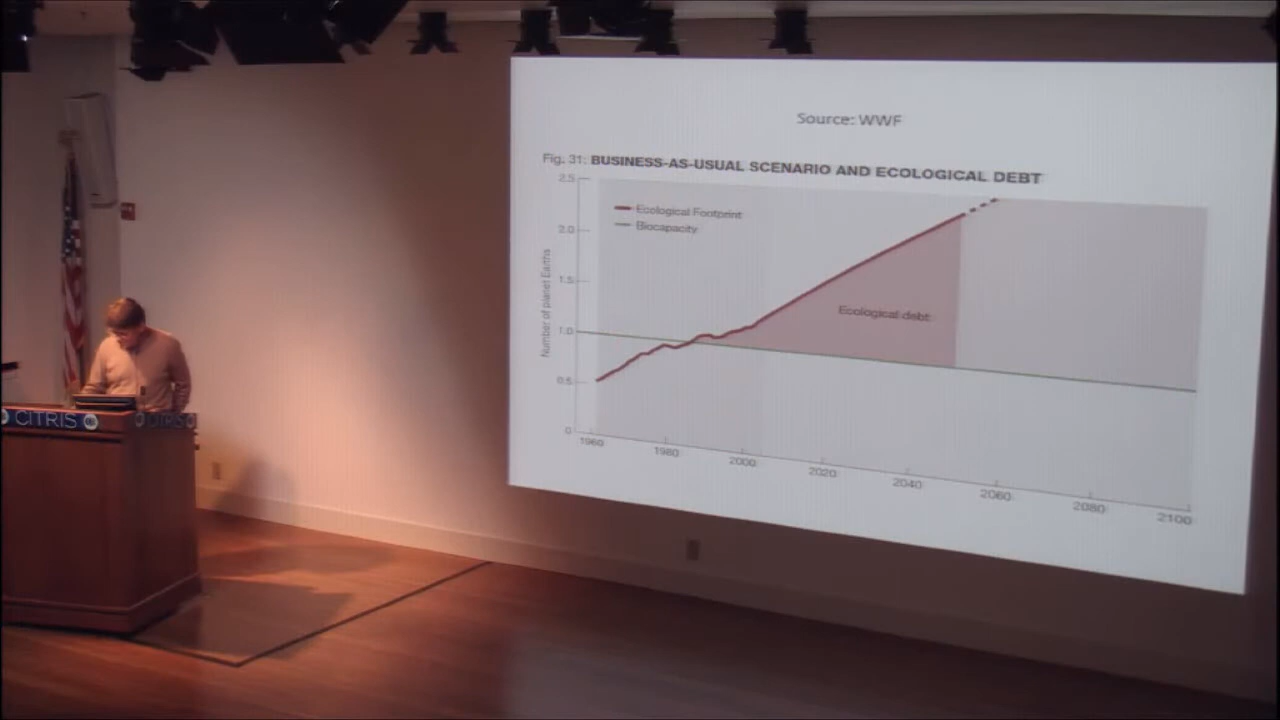 Source: WWF
Fig. 31: BUSINESS-AS-USUAL SCENARIO AND ECOLOGICAL DEBT
2.5
2.0
1.5
1.0
0.5
0
Number of planet Earths
Ecological Footprint
Biocapacity
Ecological debt
1960
1980
2000
2020
2040
2060
2080
2100
CITRIS